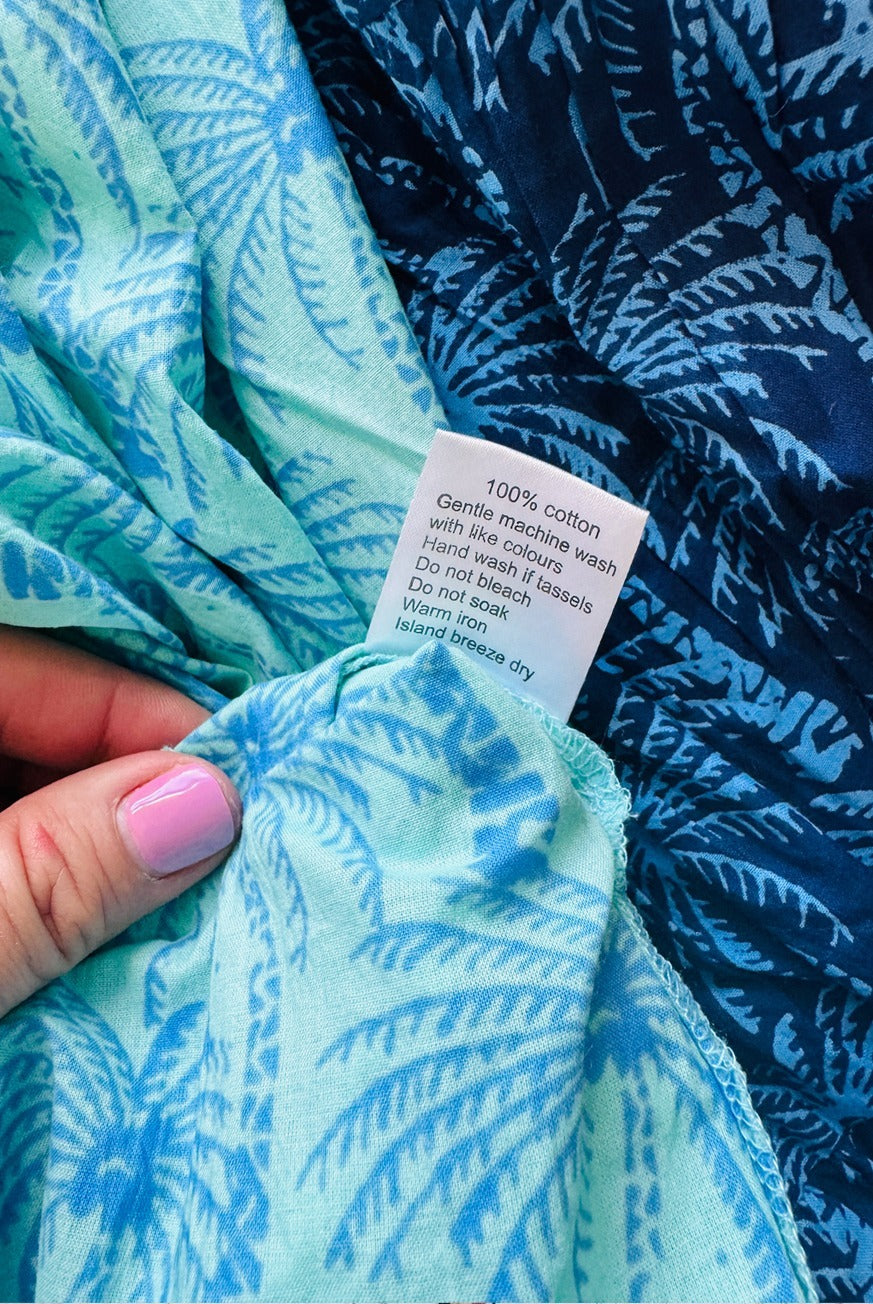 100% cotton
Gentle machine wash
with like colours
Hand wash if tassels
Do not bleach
Do not soak
Warm iron
Island breeze dry